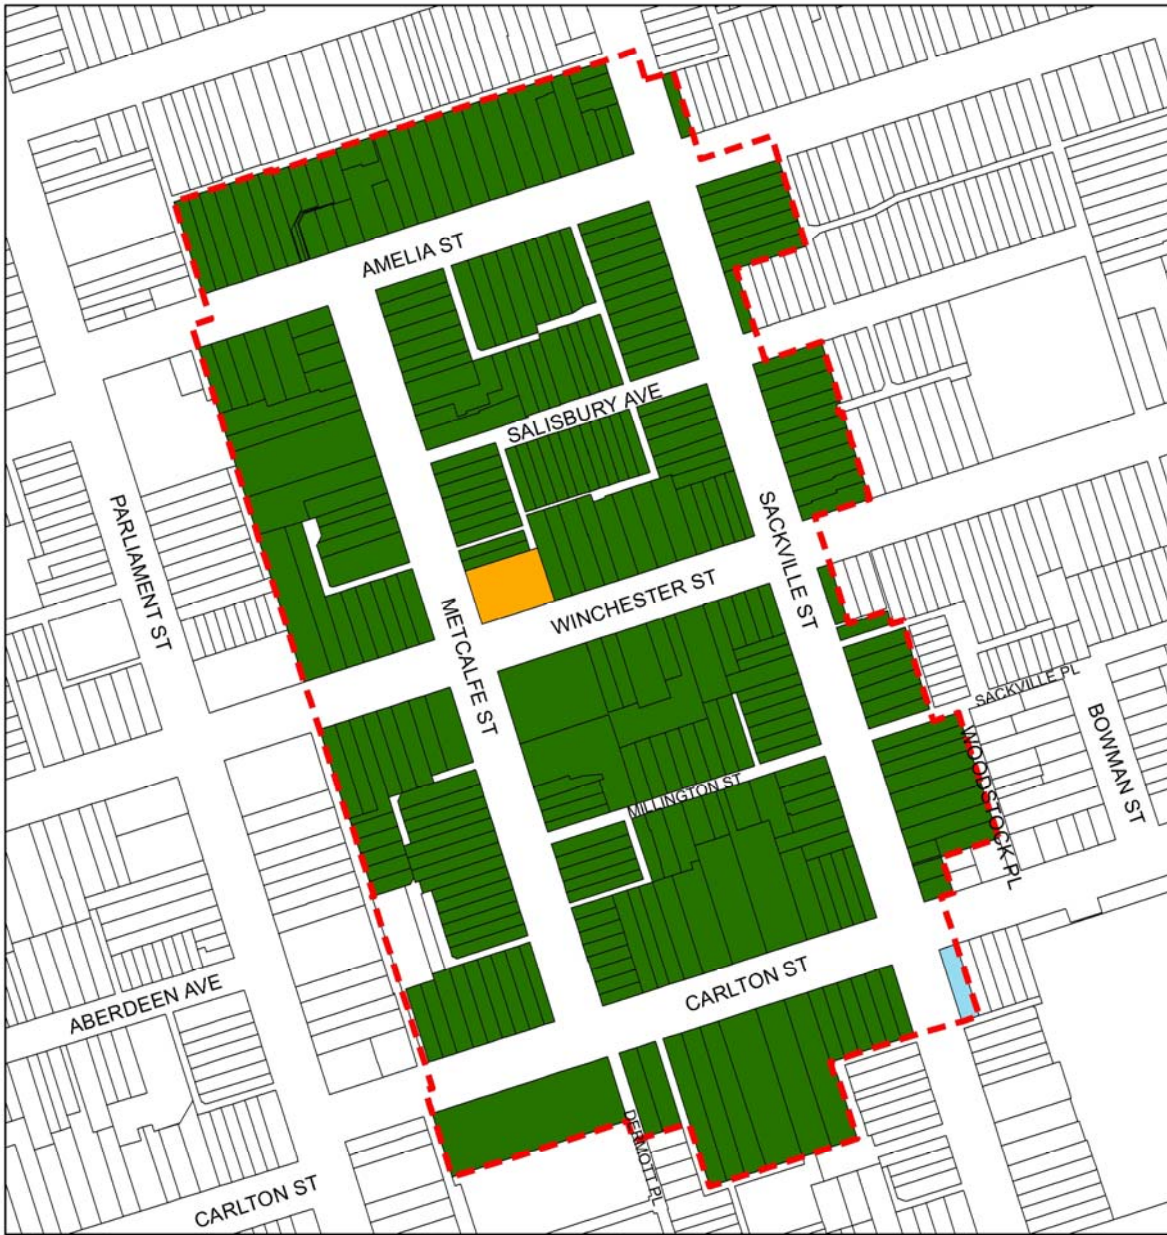 AMELIA ST
SALISBURY AVE
PARLIAMENT ST
SACKVILLE ST
METCALFE ST
WINCHESTER ST
SACKVILLE PL
BOWMAN ST
WOODSTOCK PL
MILLINGTON ST
ABERDEEN AVE
CARLTON ST
DERMOTT PL
CARLTON ST